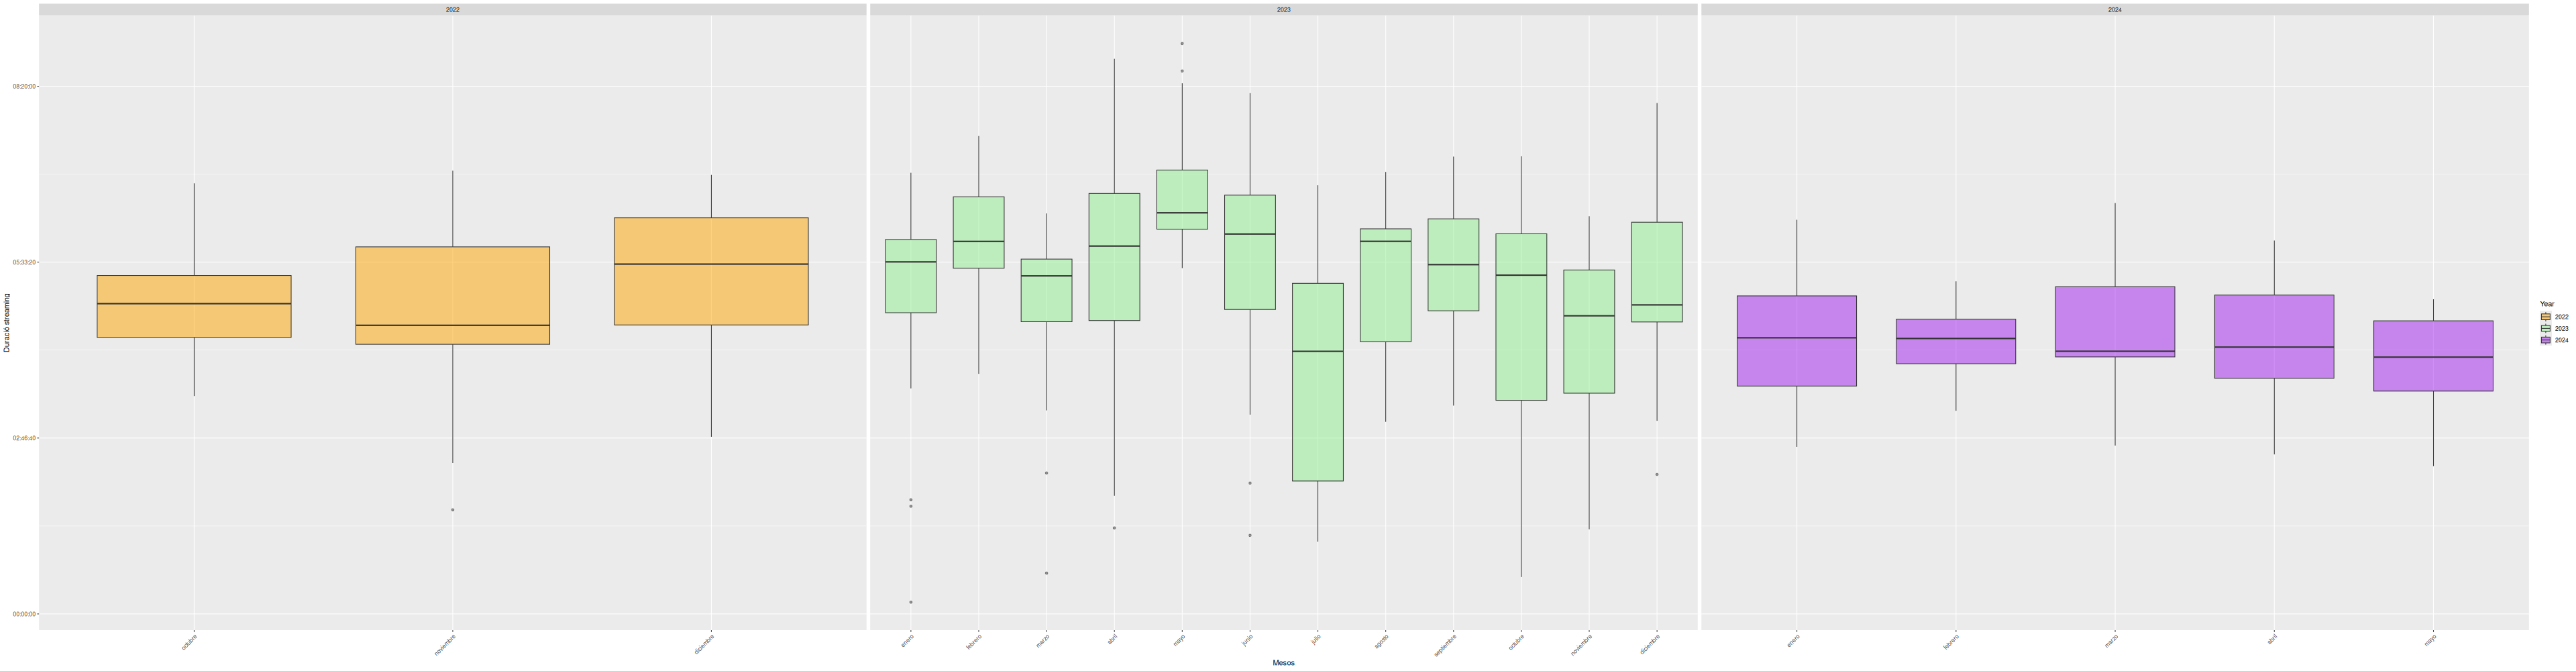 2022
2023
2024
Duració streaming
08:20:00
05:33:20
02:46:40
00:00:00
octubre
noviembre
diciembre
enero
febrero
marzo
abril
mayo
junio
julio
agosto
septiembre
octubre
noviembre
diciembre
enero
febrero
marzo
abril
mayo
Mesos
Year
2022
2023
2024